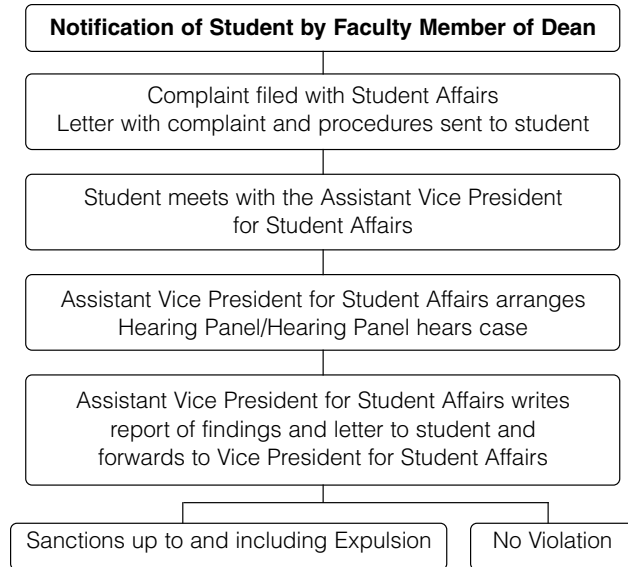 Notification of Student by Faculty Member of Dean
Complaint filed with Student Affairs
Letter with complaint and procedures sent to student
Student meets with the Assistant Vice President
for Student Affairs
Assistant Vice President for Student Affairs arranges
Hearing Panel/Hearing Panel hears case
Assistant Vice President for Student Affairs writes
report of findings and letter to student and
forwards to Vice President for Student Affairs
Sanctions up to and including Expulsion
No Violation